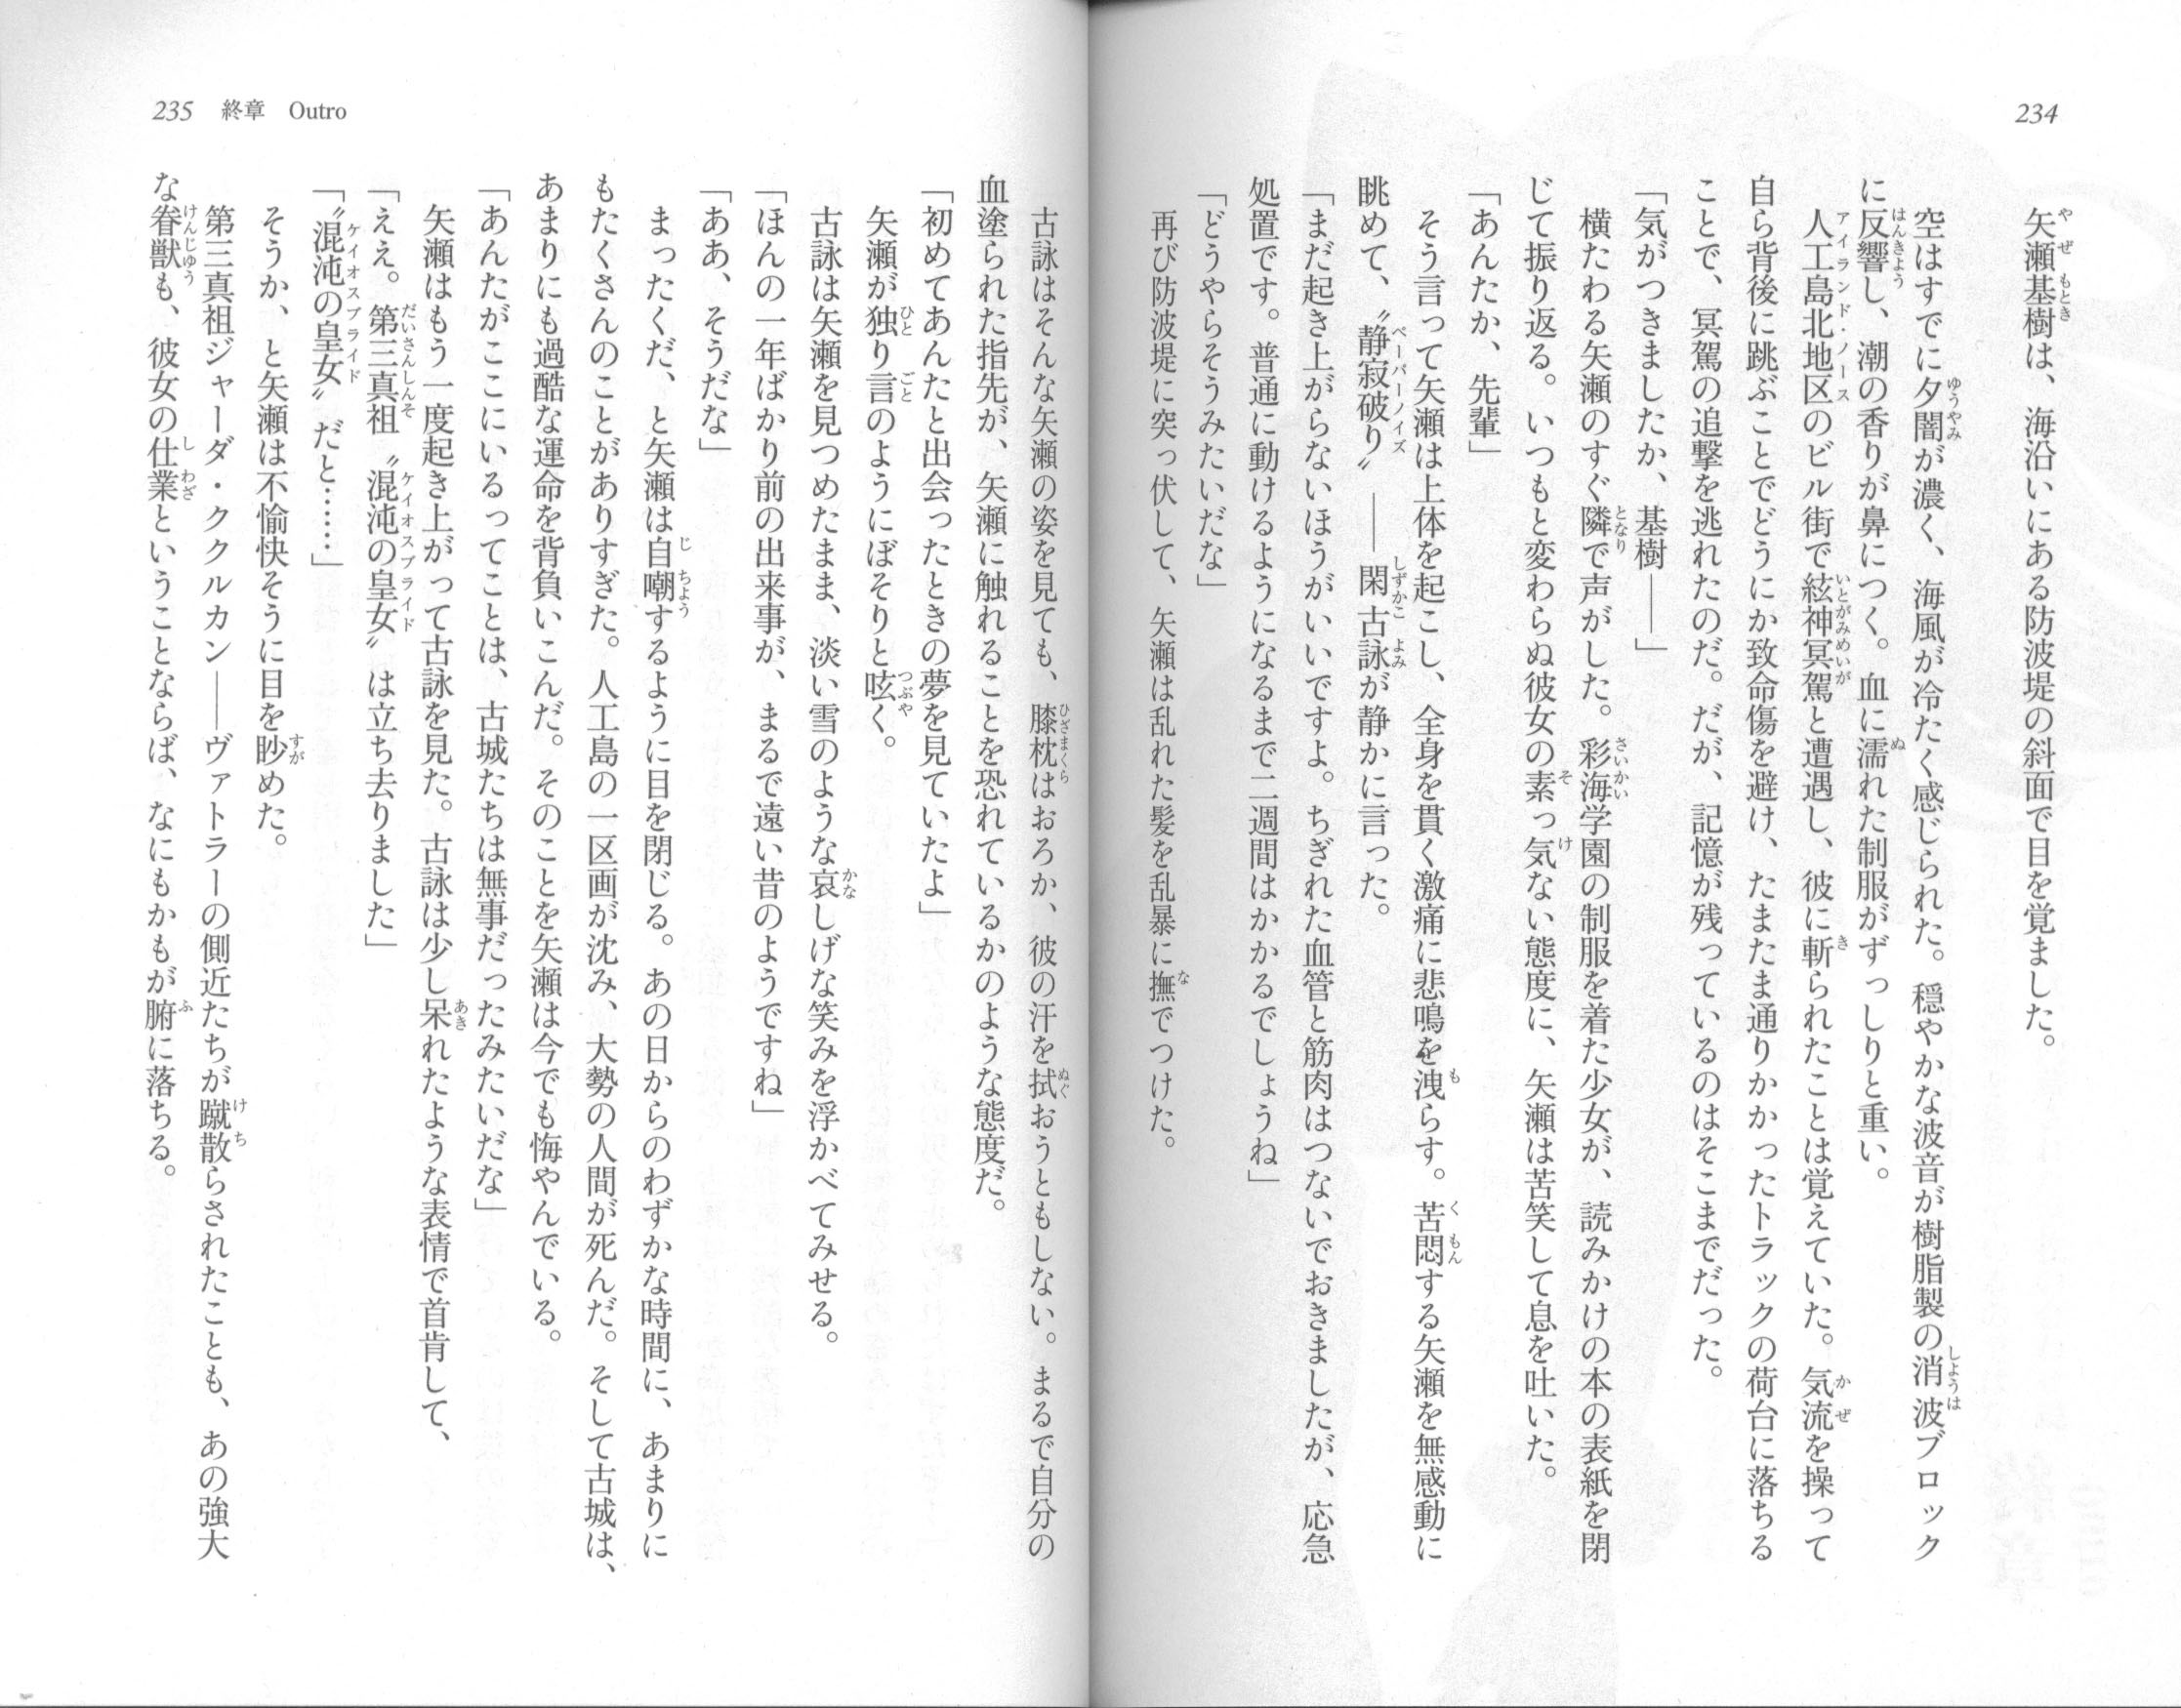 234
矢瀬基樹は、海沿いにある防波堤の斜面で目を覚ました。
空はすでに夕闇が濃く、海風が冷たく感じられた。穏やかな波音が樹脂製の消波ブロック
に反響し、潮の香りが鼻につく。血に濡れた制服がずっしりと重い。
人工島北地区のビル街で絃神冥駕と遭遇し、彼に斬られたことは覚えていた。気流を操って
自ら背後に跳ぶことでどうにか致命傷を避け、たまたま通りかかったトラックの荷台に落ちる
ことで、冥駕の追撃を逃れたのだ。だが、記憶が残っているのはそこまでだった。
「気がつきましたか、基樹――」
横たわる矢瀬のすぐ隣で声がした。彩海学園の制服を着た少女が、読みかけの本の表紙を閉
じて振り返る。いつもと変わらぬ彼女の素っ気ない態度に、矢瀬は苦笑して息を吐いた。
「あんたか、先輩」
そう言って矢瀬は上体を起こし、全身を貫く激痛に悲鳴を洩らす。苦悶する矢瀬を無感動に
眺めて、〝静寂破り〟――閑古詠が静かに言った。
「まだ起き上がらないほうがいいですよ。ちぎれた血管と筋肉はつないでおきましたが、応急
処置です。普通に動けるようになるまで二週間はかかるでしょうね」
「どうやらそうみたいだな」
再び防波堤に突っ伏して、矢瀬は乱れた髪を乱暴に撫でつけた。
235 終章 Outro
古詠はそんな矢瀬の姿を見ても、膝枕はおろか、彼の汗を拭おうともしない。まるで自分の
血塗られた指先が、矢瀬に触れることを恐れているかのような態度だ。
「初めてあんたと出会ったときの夢を見ていたよ」
矢瀬が独り言のようにぼそりと呟く。
古詠は矢瀬を見つめたまま、淡い雪のような哀しげな笑みを浮かべてみせる。
「ほんの一年ばかり前の出来事が、まるで遠い昔のようですね」
「ああ、そうだな」
まったくだ、と矢瀬は自嘲するように目を閉じる。あの日からのわずかな時間に、あまりに
もたくさんのことがありすぎた。人工島の一区画が沈み、大勢の人間が死んだ。そして古城は、
あまりにも過酷な運命を背負いこんだ。そのことを矢瀬は今でも悔やんでいる。
「あんたがここにいるってことは、古城たちは無事だったみたいだな」
矢瀬はもう一度起き上がって古詠を見た。古詠は少し呆れたような表情で首肯して、
「ええ。第三真祖〝混沌の皇女〟は立ち去りました」
「〝混沌の皇女〟だと……」
そうか、と矢瀬は不愉快そうに目を眇めた。
第三真祖ジャーダ・ククルカン――ヴァトラーの側近たちが蹴散らされたことも、あの強大
な眷獣も、彼女の仕業ということならば、なにもかもが腑に落ちる。